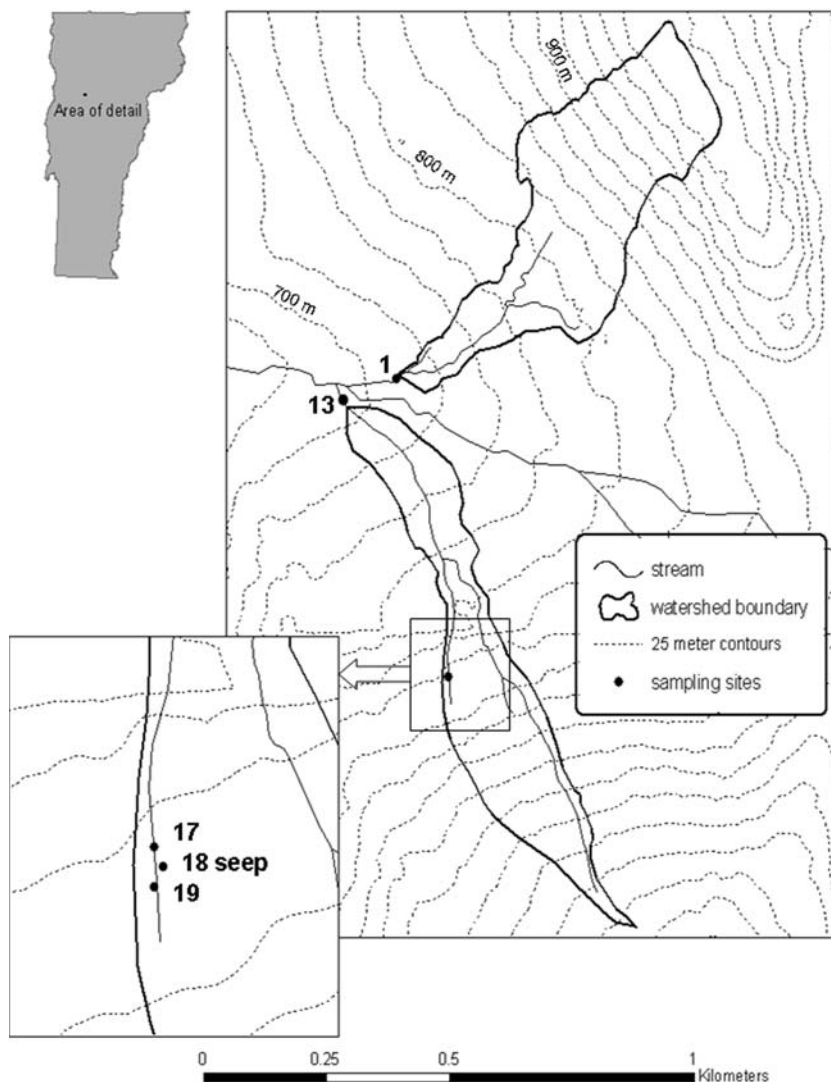 Area of detail
900 m
800 m
700 m
1
13
stream
watershed boundary
25 meter contours
sampling sites
17
18 seep
19
0 0.25 0.5 1
Kilometers